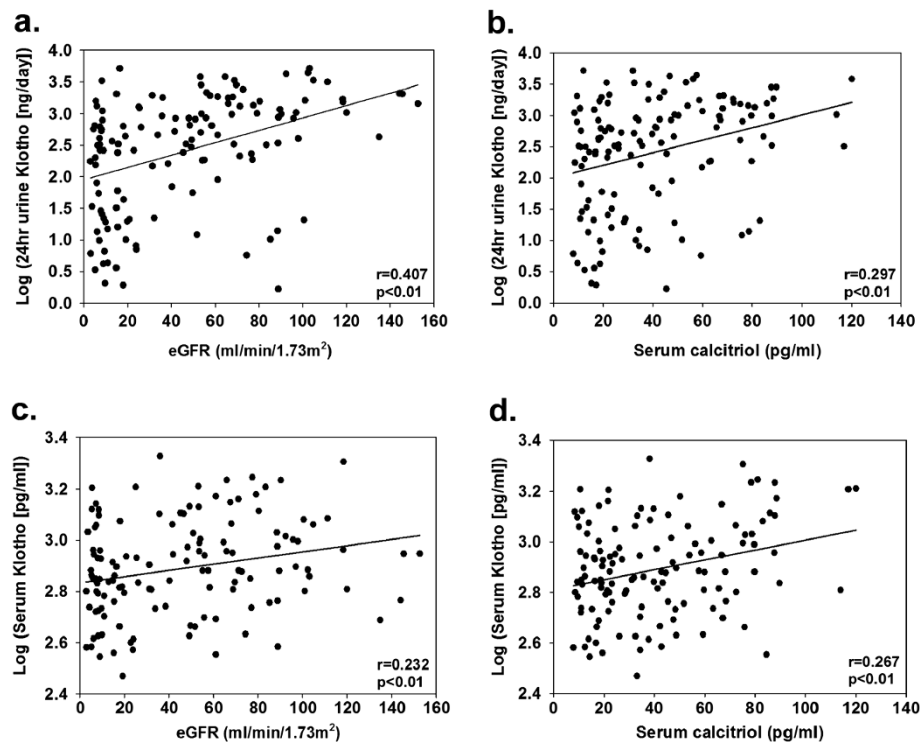 a.
Log (24hr urine Klotho [ng/day])
4.0
3.5
3.0
2.5
2.0
1.5
1.0
0.5
0.0
r=0.407
p<0.01
0 20 40 60 80 100 120 140 160
eGFR (ml/min/1.73m²)
b.
Log (24hr urine Klotho [ng/day])
4.0
3.5
3.0
2.5
2.0
1.5
1.0
0.5
0.0
r=0.297
p<0.01
0 20 40 60 80 100 120 140
Serum calcitriol (pg/ml)
c.
Log (Serum Klotho [pg/ml])
3.4
3.2
3.0
2.8
2.6
2.4
r=0.232
p<0.01
0 20 40 60 80 100 120 140 160
eGFR (ml/min/1.73m²)
d.
Log (Serum Klotho [pg/ml])
3.4
3.2
3.0
2.8
2.6
2.4
r=0.267
p<0.01
0 20 40 60 80 100 120 140
Serum calcitriol (pg/ml)